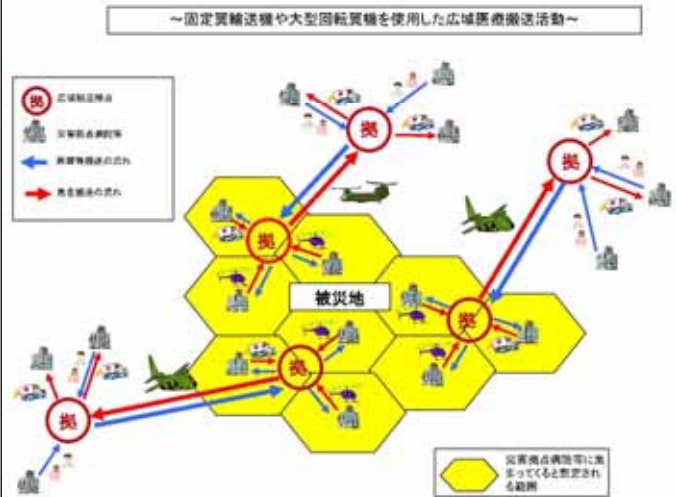 ～固定翼輸送機や大型回転翼機を使用した広域医療搬送活動～
拠
広域搬送拠点
災害拠点病院等
医療等搬送の流れ
患者搬送の流れ
拠
拠
拠
被災地
拠
拠
拠
災害拠点病院等に集
まってくると想定され
る範囲